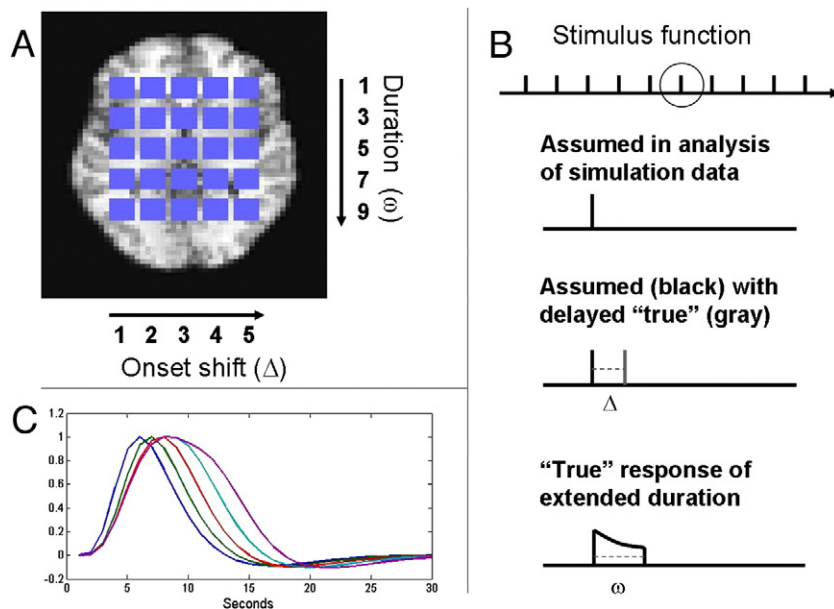 A
Duration (ω)
1
3
5
7
9
1 2 3 4 5
Onset shift (Δ)
B
Stimulus function
Assumed in analysis
of simulation data
Assumed (black) with
delayed “true” (gray)
Δ
“True” response of
extended duration
ω
C
1.2
1
0.8
0.6
0.4
0.2
0
-0.2
0 5 10 15 20 25 30
Seconds